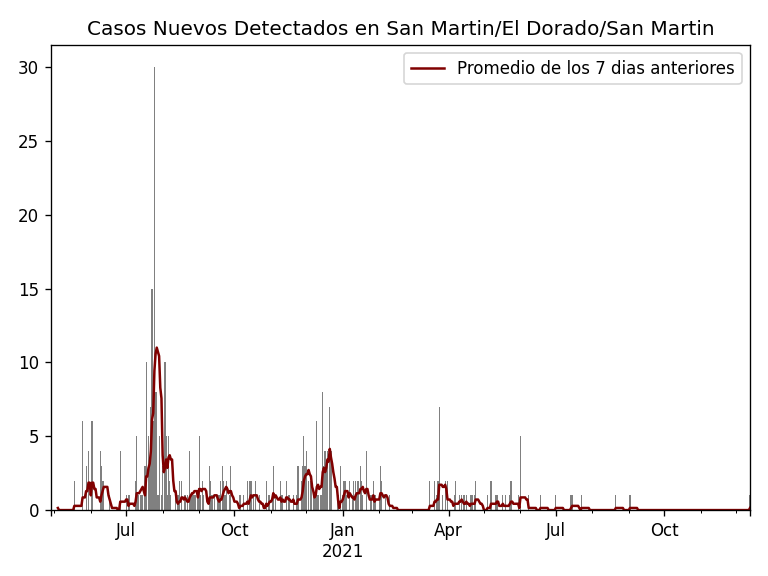 Casos Nuevos Detectados en San Martin/El Dorado/San Martin
Promedio de los 7 dias anteriores
30
25
20
15
10
5
0
Jul
Oct
Jan
2021
Apr
Jul
Oct